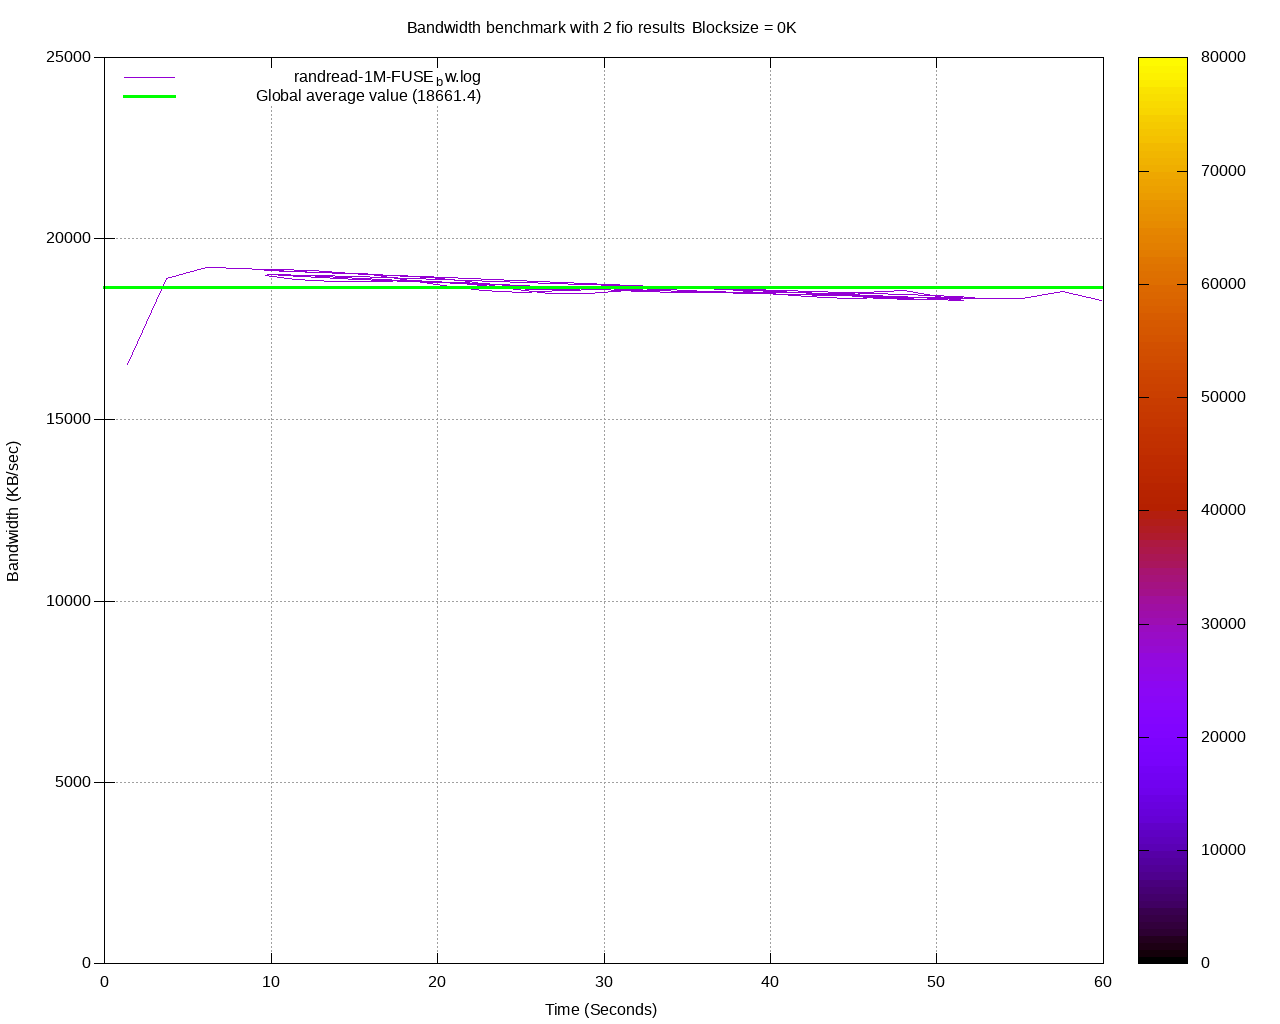 Bandwidth benchmark with 2 fio results Blocksize = 0K
randread-1M-FUSE_bw.log
Global average value (18661.4)
25000
20000
15000
10000
5000
0
Bandwidth (KB/sec)
0 10 20 30 40 50 60
Time (Seconds)
80000
70000
60000
50000
40000
30000
20000
10000
0